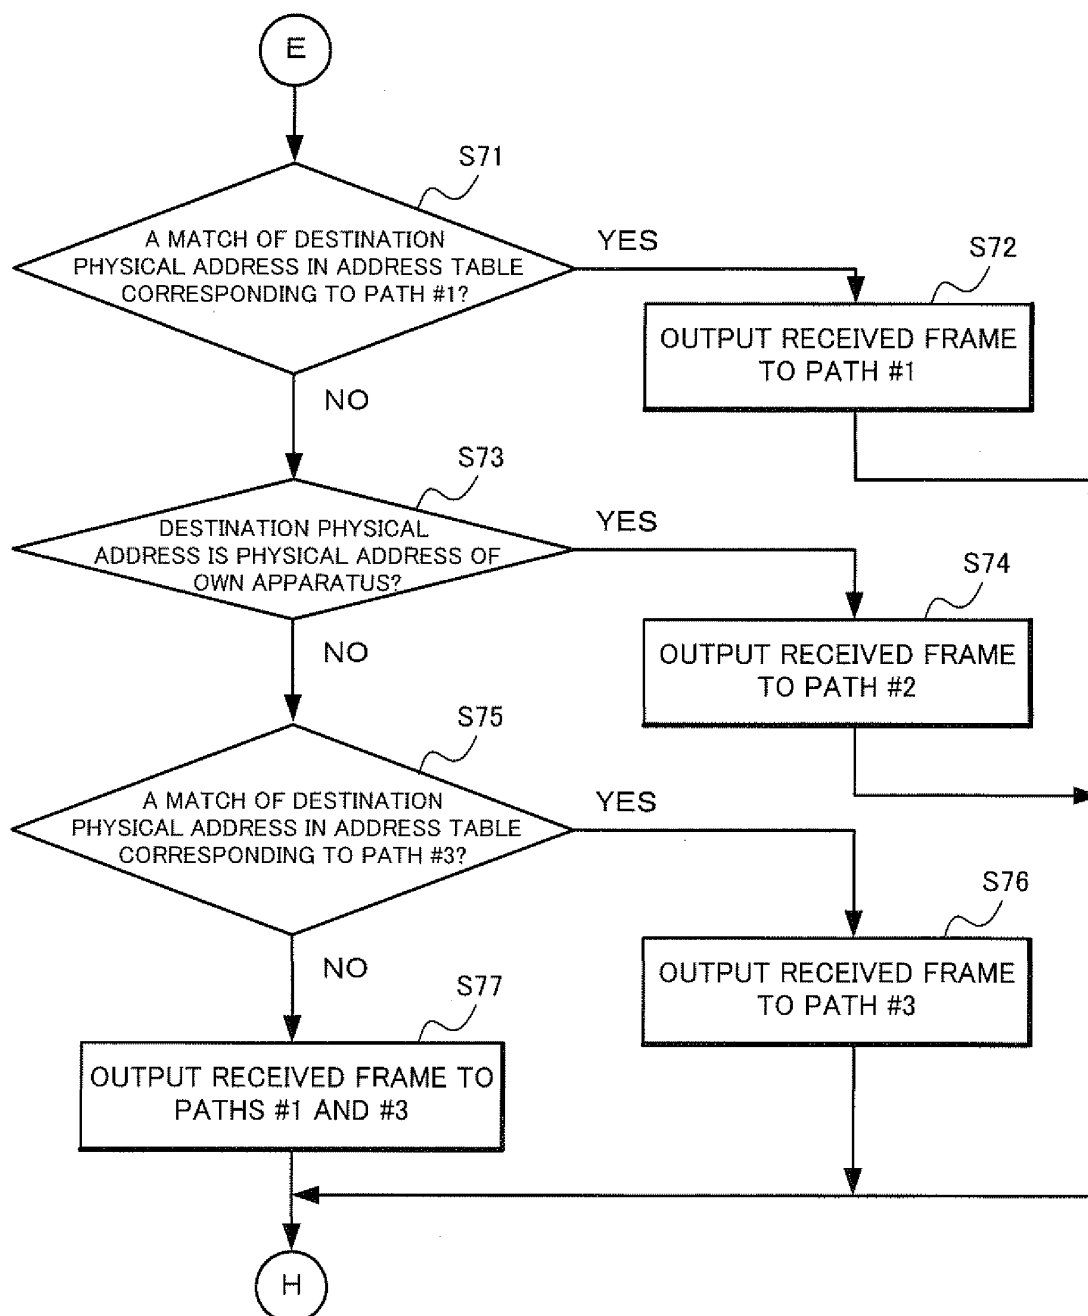 E
S71
A MATCH OF DESTINATION
PHYSICAL ADDRESS IN ADDRESS TABLE
CORRESPONDING TO PATH #1?
YES
S72
OUTPUT RECEIVED FRAME
TO PATH #1
NO
S73
DESTINATION PHYSICAL
ADDRESS IS PHYSICAL ADDRESS OF
OWN APPARATUS?
YES
S74
OUTPUT RECEIVED FRAME
TO PATH #2
NO
S75
A MATCH OF DESTINATION
PHYSICAL ADDRESS IN ADDRESS TABLE
CORRESPONDING TO PATH #3?
YES
S76
OUTPUT RECEIVED FRAME
TO PATH #3
NO
S77
OUTPUT RECEIVED FRAME TO
PATHS #1 AND #3
H